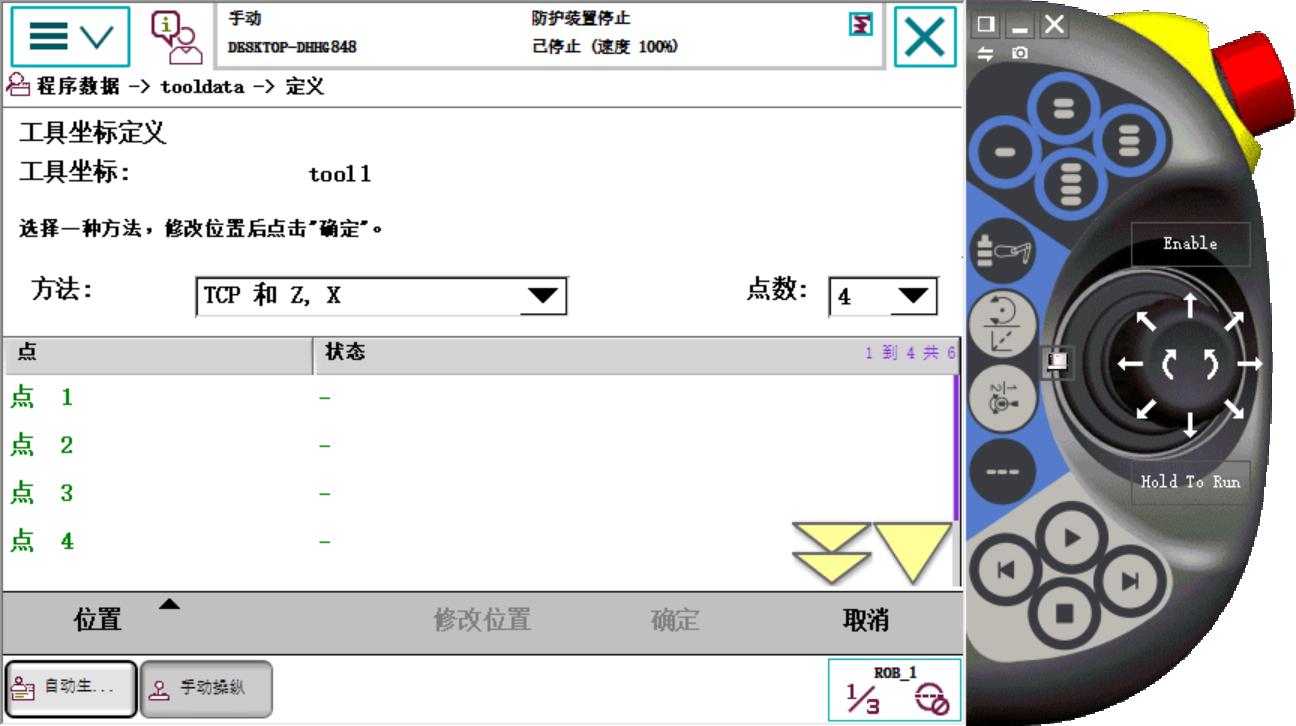 手动
防护装置停止
DESKTOP-DHHG848
己停止 (速度 100%)
程序数据 -> tooldata -> 定义
工具坐标定义
工具坐标:
tool1
选择一种方法，修改位置后点击"确定"。
方法:
TCP 和 Z, X
点数:
4
点
状态
1 到 4 共 6
点 1
-
点 2
-
点 3
-
点 4
-
位置
修改位置
确定
取消
自动生...
手动操纵
ROB_1
1/3
Enable
Hold To Run